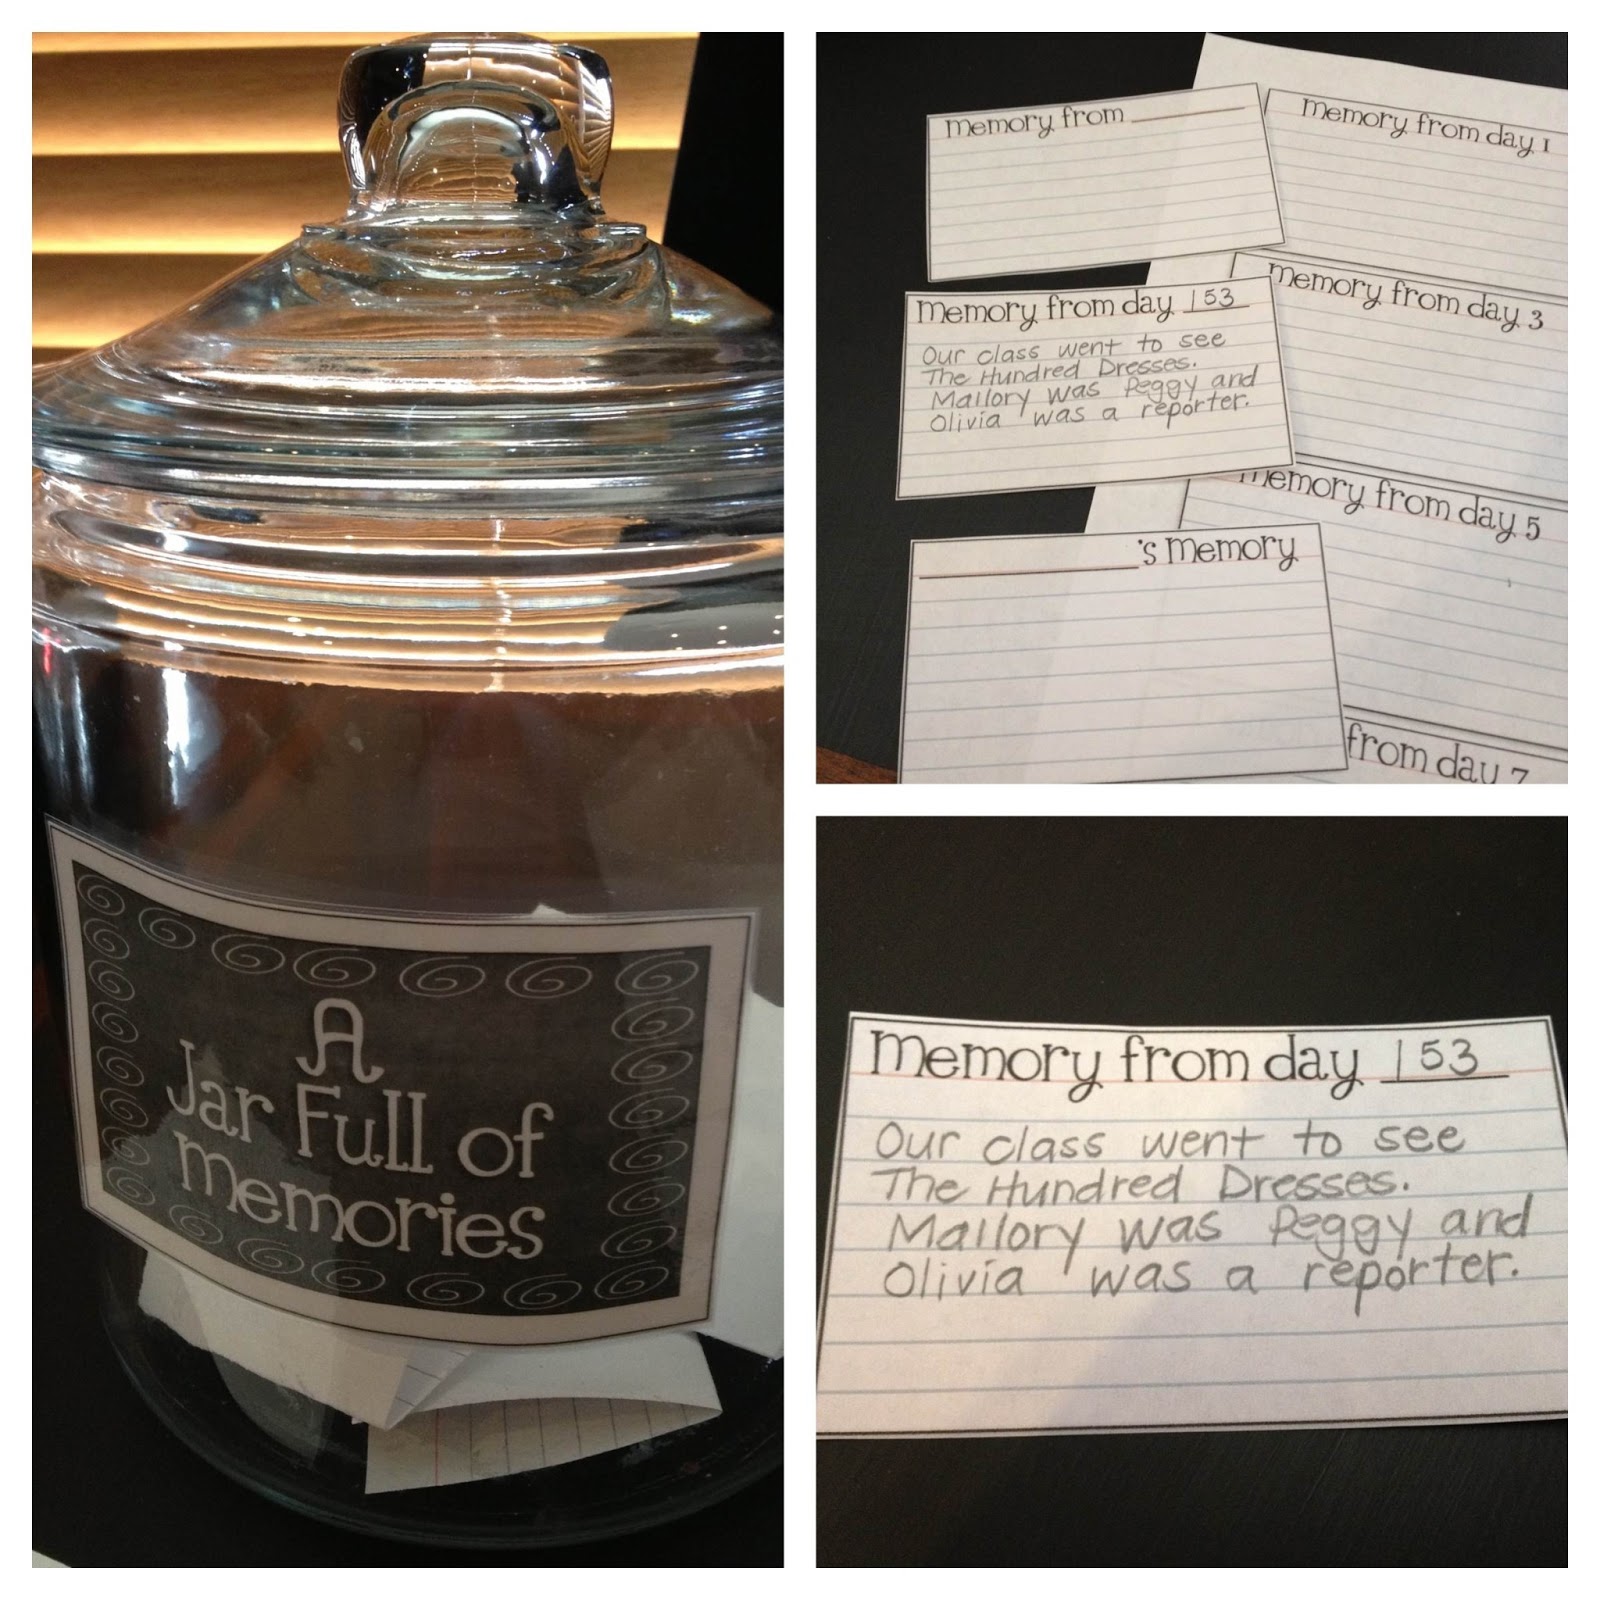 A
Jar Full of
Memories
Memory from
Memory from day 1
Memory from day 153
Our class went to see
The Hundred Dresses.
Mallory was Peggy and
Olivia was a reporter.
Memory from day 3
Memory from day 5
's Memory
from day 7
Memory from day 153
Our class went to see
The Hundred Dresses.
Mallory was Peggy and
Olivia was a reporter.